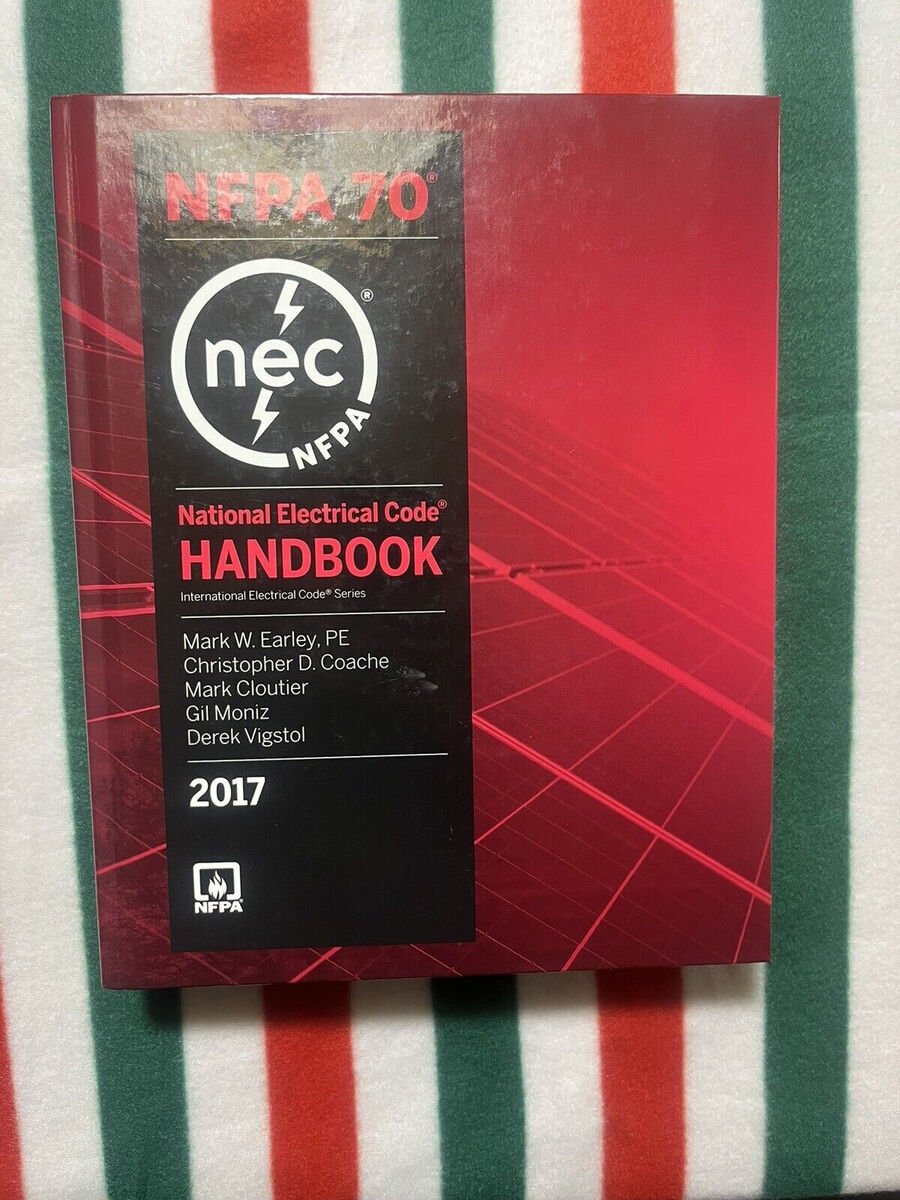 NFPA 70®
nec®
NFPA
National Electrical Code®
HANDBOOK
International Electrical Code® Series
Mark W. Earley, PE
Christopher D. Coache
Mark Cloutier
Gil Moniz
Derek Vigstol
2017
NFPA®